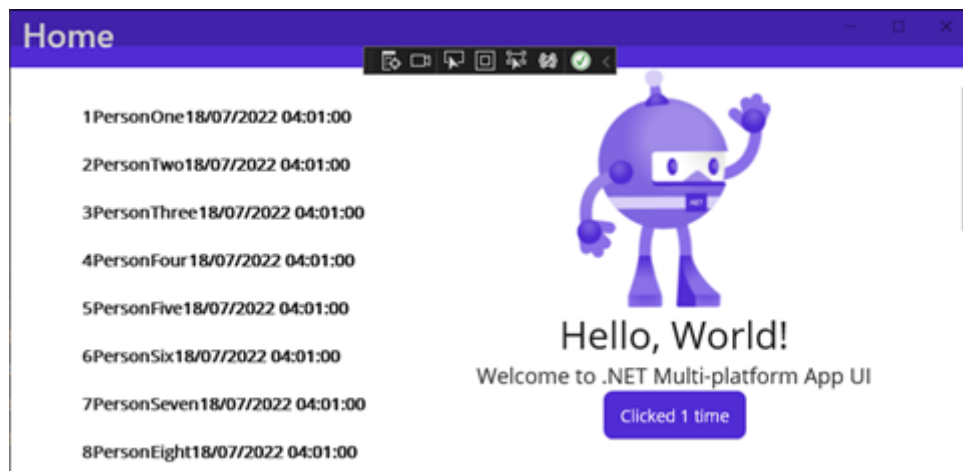 Home
1PersonOne18/07/2022 04:01:00
2PersonTwo18/07/2022 04:01:00
3PersonThree18/07/2022 04:01:00
4PersonFour18/07/2022 04:01:00
5PersonFive18/07/2022 04:01:00
6PersonSix18/07/2022 04:01:00
7PersonSeven18/07/2022 04:01:00
8PersonEight18/07/2022 04:01:00
.NET
Hello, World!
Welcome to .NET Multi-platform App UI
Clicked 1 time